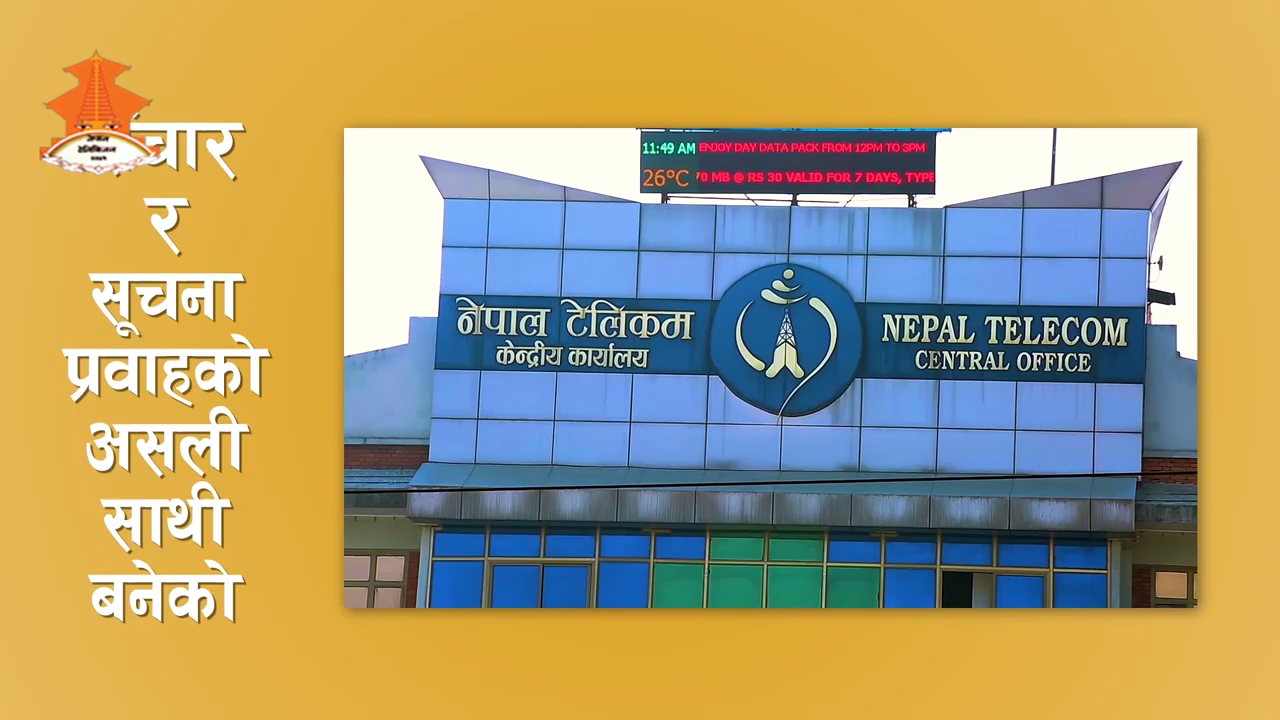 र
सूचना
प्रवाहको
असली
साथी
बनेको
11:49 AM ENJOY DAY DATA PACK FROM 12PM TO 3PM
26°C 70 MB @ RS 30 VALID FOR 7 DAYS, TYPE
नेपाल टेलिकम
केन्द्रीय कार्यालय
NEPAL TELECOM
CENTRAL OFFICE